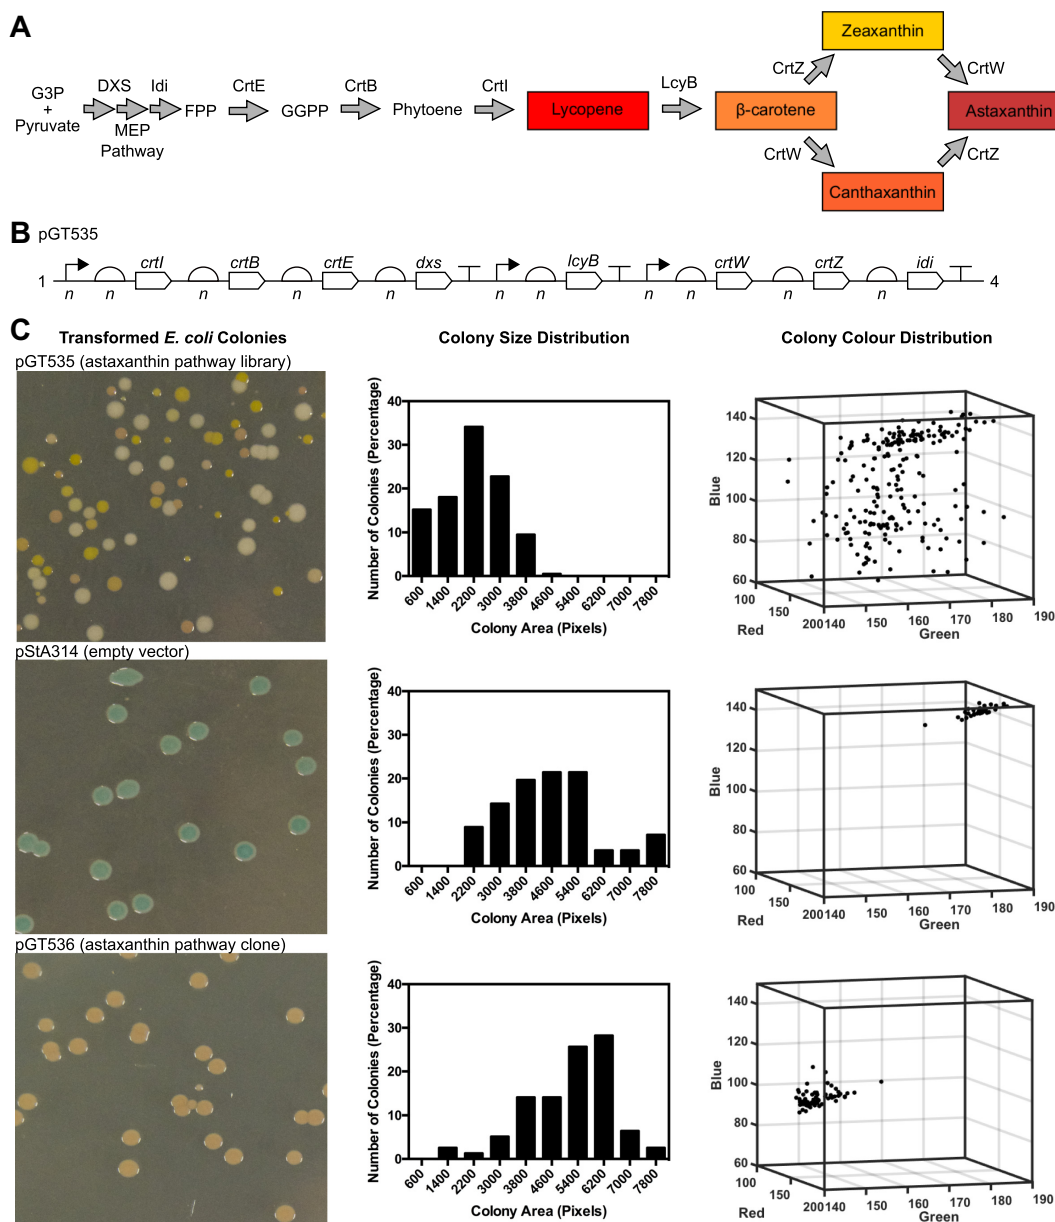 A
G3P
+
Pyruvate
DXS
Idi
MEP
Pathway
FPP
CrtE
GGPP
CrtB
Phytoene
CrtI
Lycopene
LcyB
β-carotene
CrtZ
Zeaxanthin
CrtW
Astaxanthin
CrtW
Canthaxanthin
CrtZ
B pGT535
1 crtI crtB crtE dxs lcyB crtW crtZ idi 4
n n n n n n n n n n n
C Transformed E. coli Colonies Colony Size Distribution Colony Colour Distribution
pGT535 (astaxanthin pathway library)
Number of Colonies (Percentage)
40
30
20
10
0
600 1400 2200 3000 3800 4600 5400 6200 7000 7800
Colony Area (Pixels)
Blue
140
120
100
80
60
100
150
200
Red
140 150 160 170 180 190
Green
pStA314 (empty vector)
Number of Colonies (Percentage)
40
30
20
10
0
600 1400 2200 3000 3800 4600 5400 6200 7000 7800
Colony Area (Pixels)
Blue
140
120
100
80
60
100
150
200
Red
140 150 160 170 180 190
Green
pGT536 (astaxanthin pathway clone)
Number of Colonies (Percentage)
40
30
20
10
0
600 1400 2200 3000 3800 4600 5400 6200 7000 7800
Colony Area (Pixels)
Blue
140
120
100
80
60
100
150
200
Red
140 150 160 170 180 190
Green